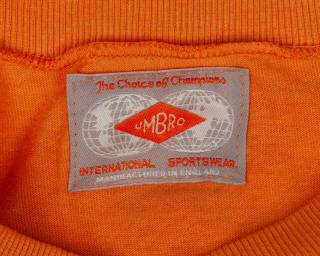 The Choice of Champions
UMBRO
INTERNATIONAL SPORTSWEAR
MANUFACTURED IN ENGLAND